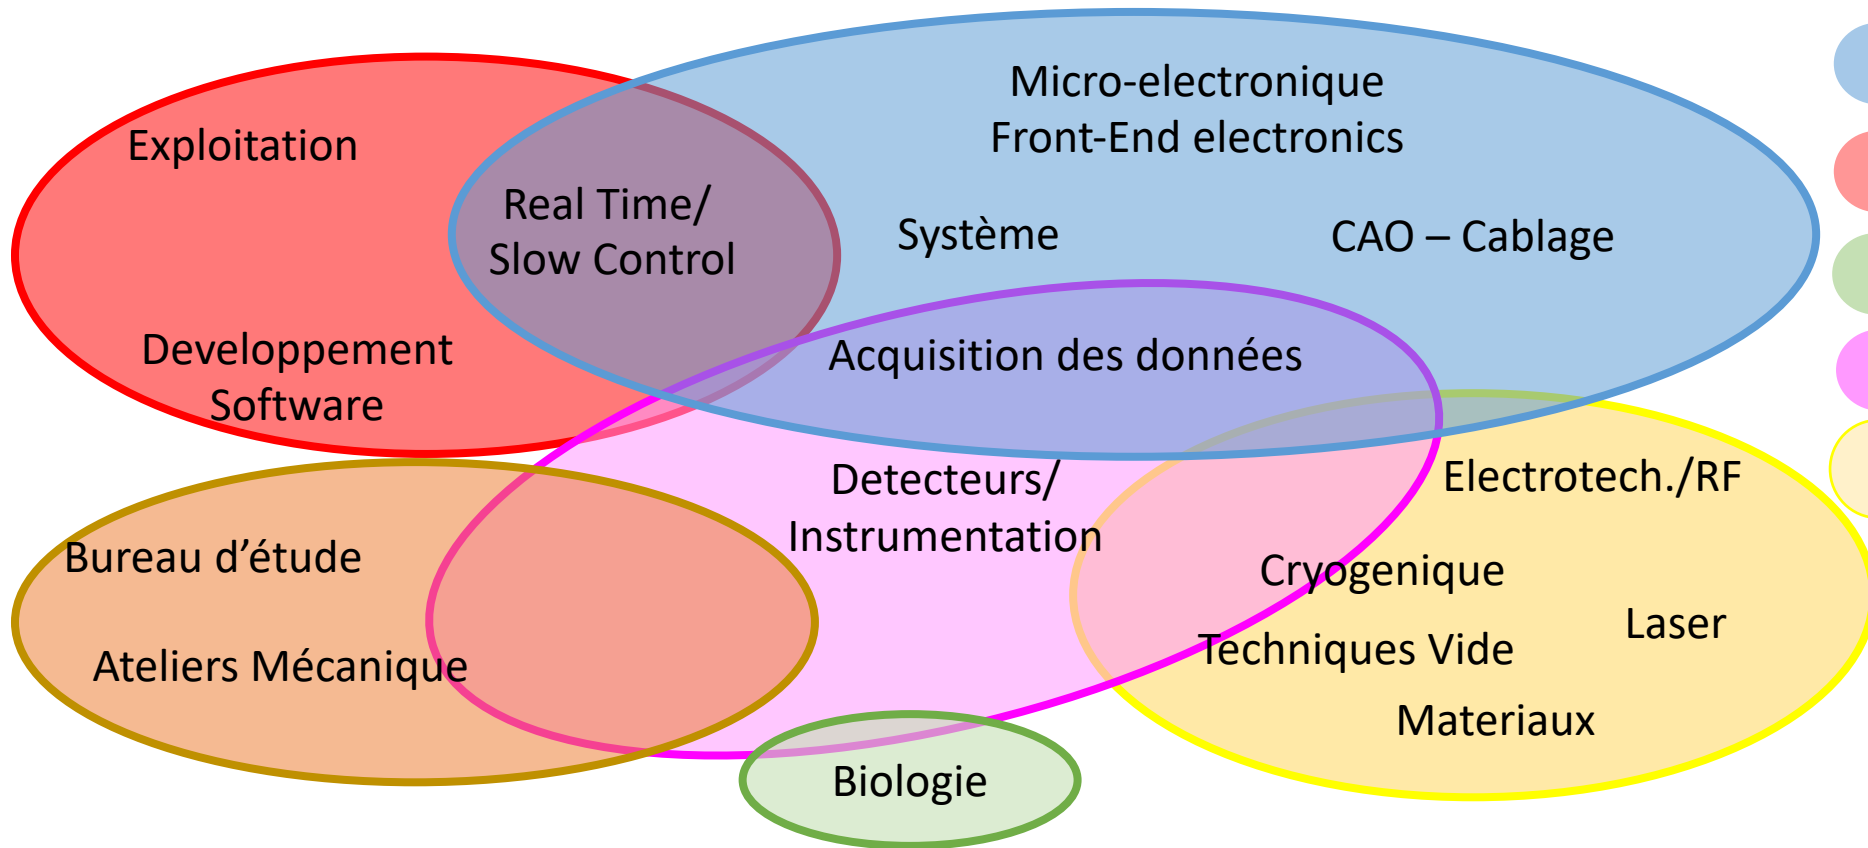 Micro-electronique
Front-End electronics
Exploitation
Real Time/
Slow Control
Système
CAO – Cablage
Developpement
Software
Acquisition des données
Detecteurs/
Instrumentation
Electrotech./RF
Bureau d’étude
Cryogenique
Laser
Techniques Vide
Ateliers Mécanique
Materiaux
Biologie